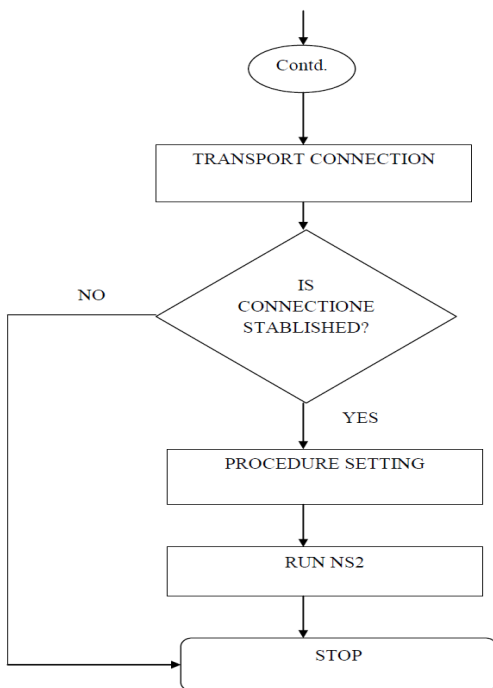 Contd.
TRANSPORT CONNECTION
IS
CONNECTIONE
STABLISHED?
NO
YES
PROCEDURE SETTING
RUN NS2
STOP